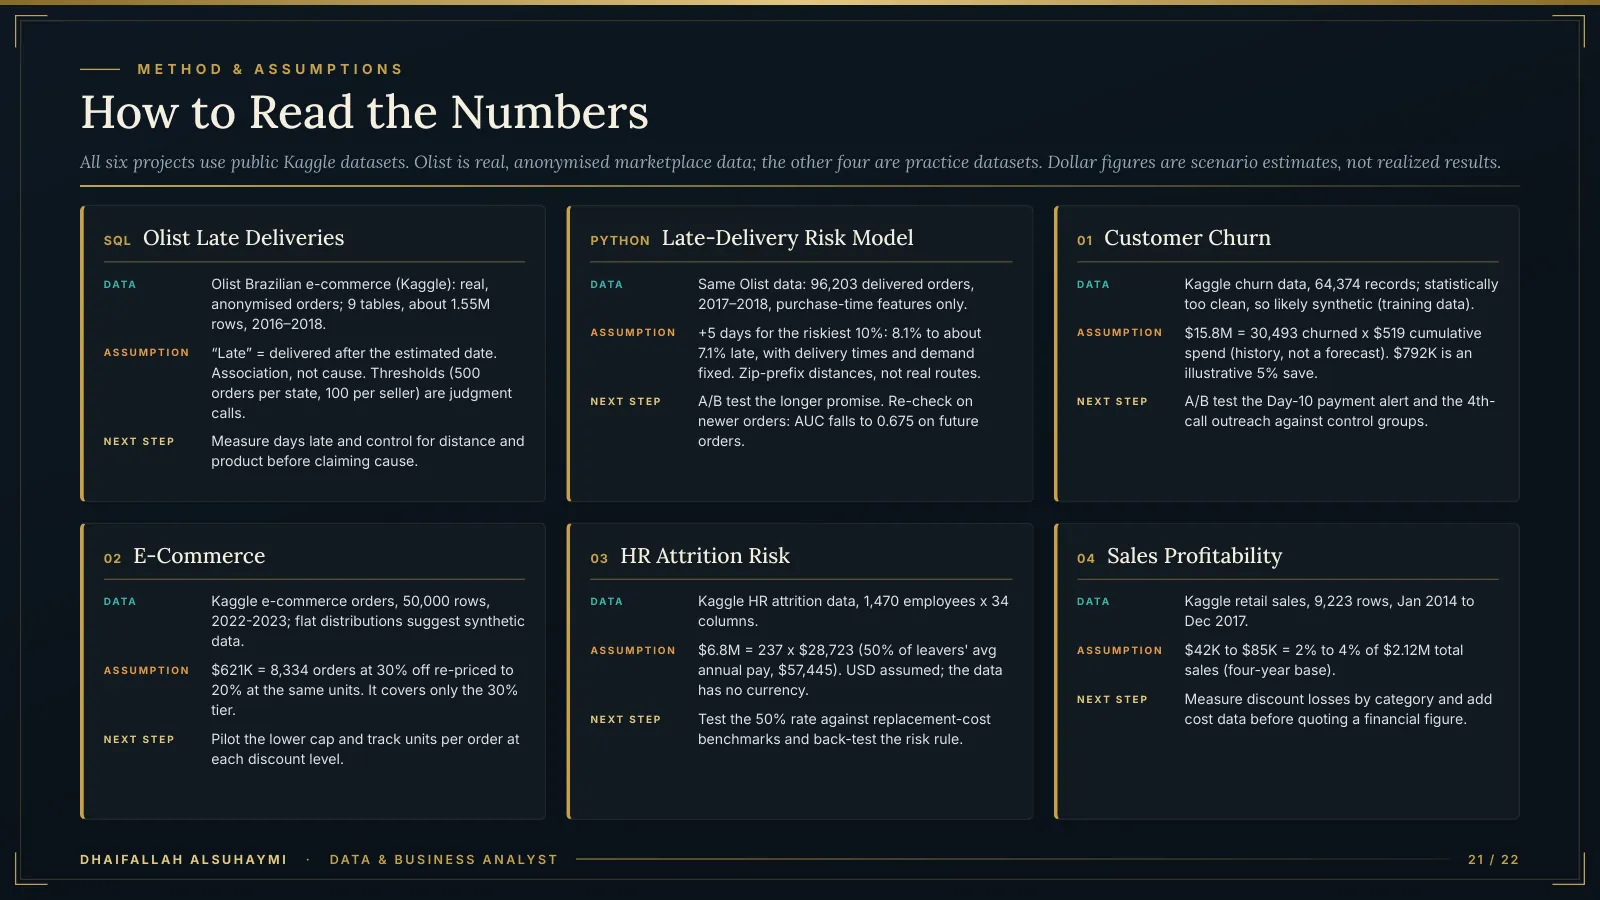 METHOD & ASSUMPTIONS
How to Read the Numbers
All six projects use public Kaggle datasets. Olist is real, anonymised marketplace data; the other four are practice datasets. Dollar figures are scenario estimates, not realized results.
SQL Olist Late Deliveries
DATA
Olist Brazilian e-commerce (Kaggle): real,
anonymised orders; 9 tables, about 1.55M
rows, 2016–2018.
ASSUMPTION
“Late” = delivered after the estimated date.
Association, not cause. Thresholds (500
orders per state, 100 per seller) are judgment
calls.
NEXT STEP
Measure days late and control for distance and
product before claiming cause.
PYTHON Late-Delivery Risk Model
DATA
Same Olist data: 96,203 delivered orders,
2017–2018, purchase-time features only.
ASSUMPTION
+5 days for the riskiest 10%: 8.1% to about
7.1% late, with delivery times and demand
fixed. Zip-prefix distances, not real routes.
NEXT STEP
A/B test the longer promise. Re-check on
newer orders: AUC falls to 0.675 on future
orders.
01 Customer Churn
DATA
Kaggle churn data, 64,374 records; statistically
too clean, so likely synthetic (training data).
ASSUMPTION
$15.8M = 30,493 churned x $519 cumulative
spend (history, not a forecast). $792K is an
illustrative 5% save.
NEXT STEP
A/B test the Day-10 payment alert and the 4th-
call outreach against control groups.
02 E-Commerce
DATA
Kaggle e-commerce orders, 50,000 rows,
2022-2023; flat distributions suggest synthetic
data.
ASSUMPTION
$621K = 8,334 orders at 30% off re-priced to
20% at the same units. It covers only the 30%
tier.
NEXT STEP
Pilot the lower cap and track units per order at
each discount level.
03 HR Attrition Risk
DATA
Kaggle HR attrition data, 1,470 employees x 34
columns.
ASSUMPTION
$6.8M = 237 x $28,723 (50% of leavers' avg
annual pay, $57,445). USD assumed; the data
has no currency.
NEXT STEP
Test the 50% rate against replacement-cost
benchmarks and back-test the risk rule.
04 Sales Profitability
DATA
Kaggle retail sales, 9,223 rows, Jan 2014 to
Dec 2017.
ASSUMPTION
$42K to $85K = 2% to 4% of $2.12M total
sales (four-year base).
NEXT STEP
Measure discount losses by category and add
cost data before quoting a financial figure.
DHAIFALLAH ALSUHAYMI · DATA & BUSINESS ANALYST
21 / 22